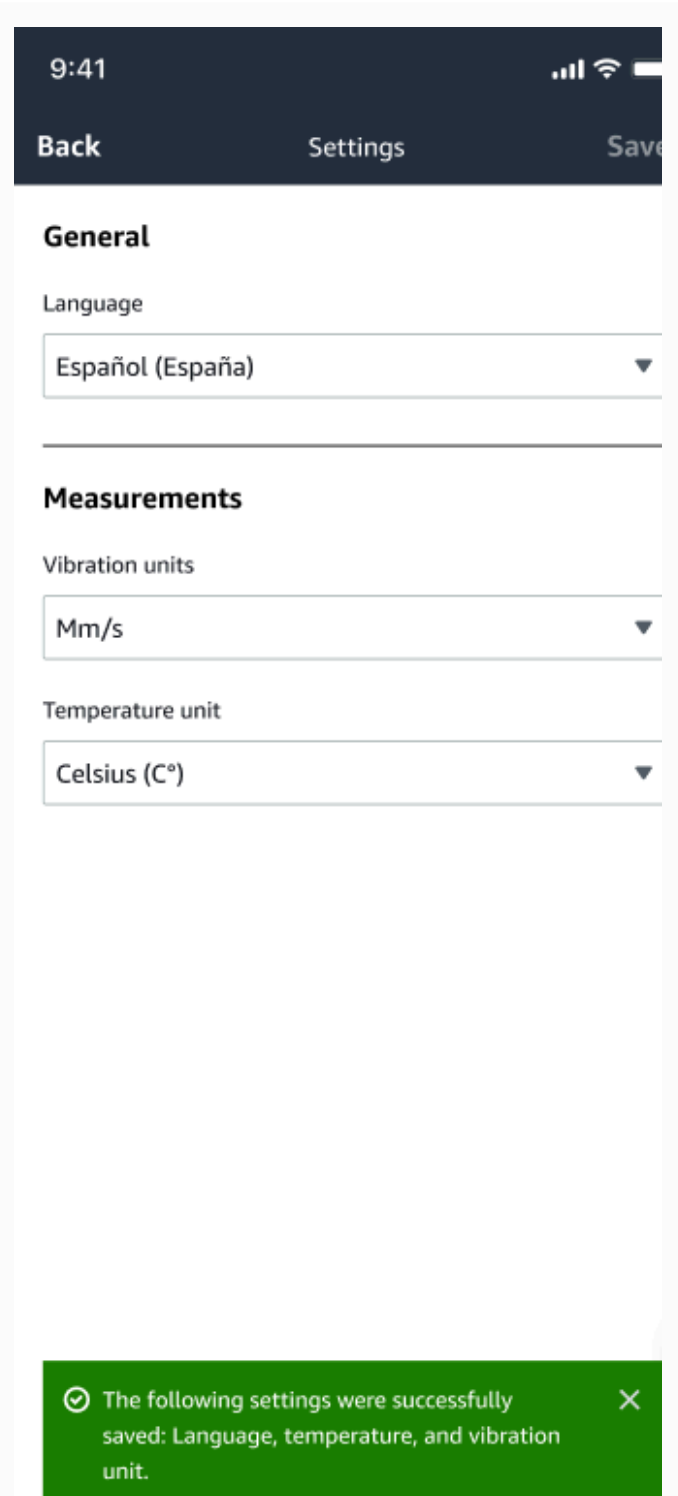 9:41
Back Settings Save
General
Language
Español (España)
Measurements
Vibration units
Mm/s
Temperature unit
Celsius (C°)
The following settings were successfully
saved: Language, temperature, and vibration
unit.